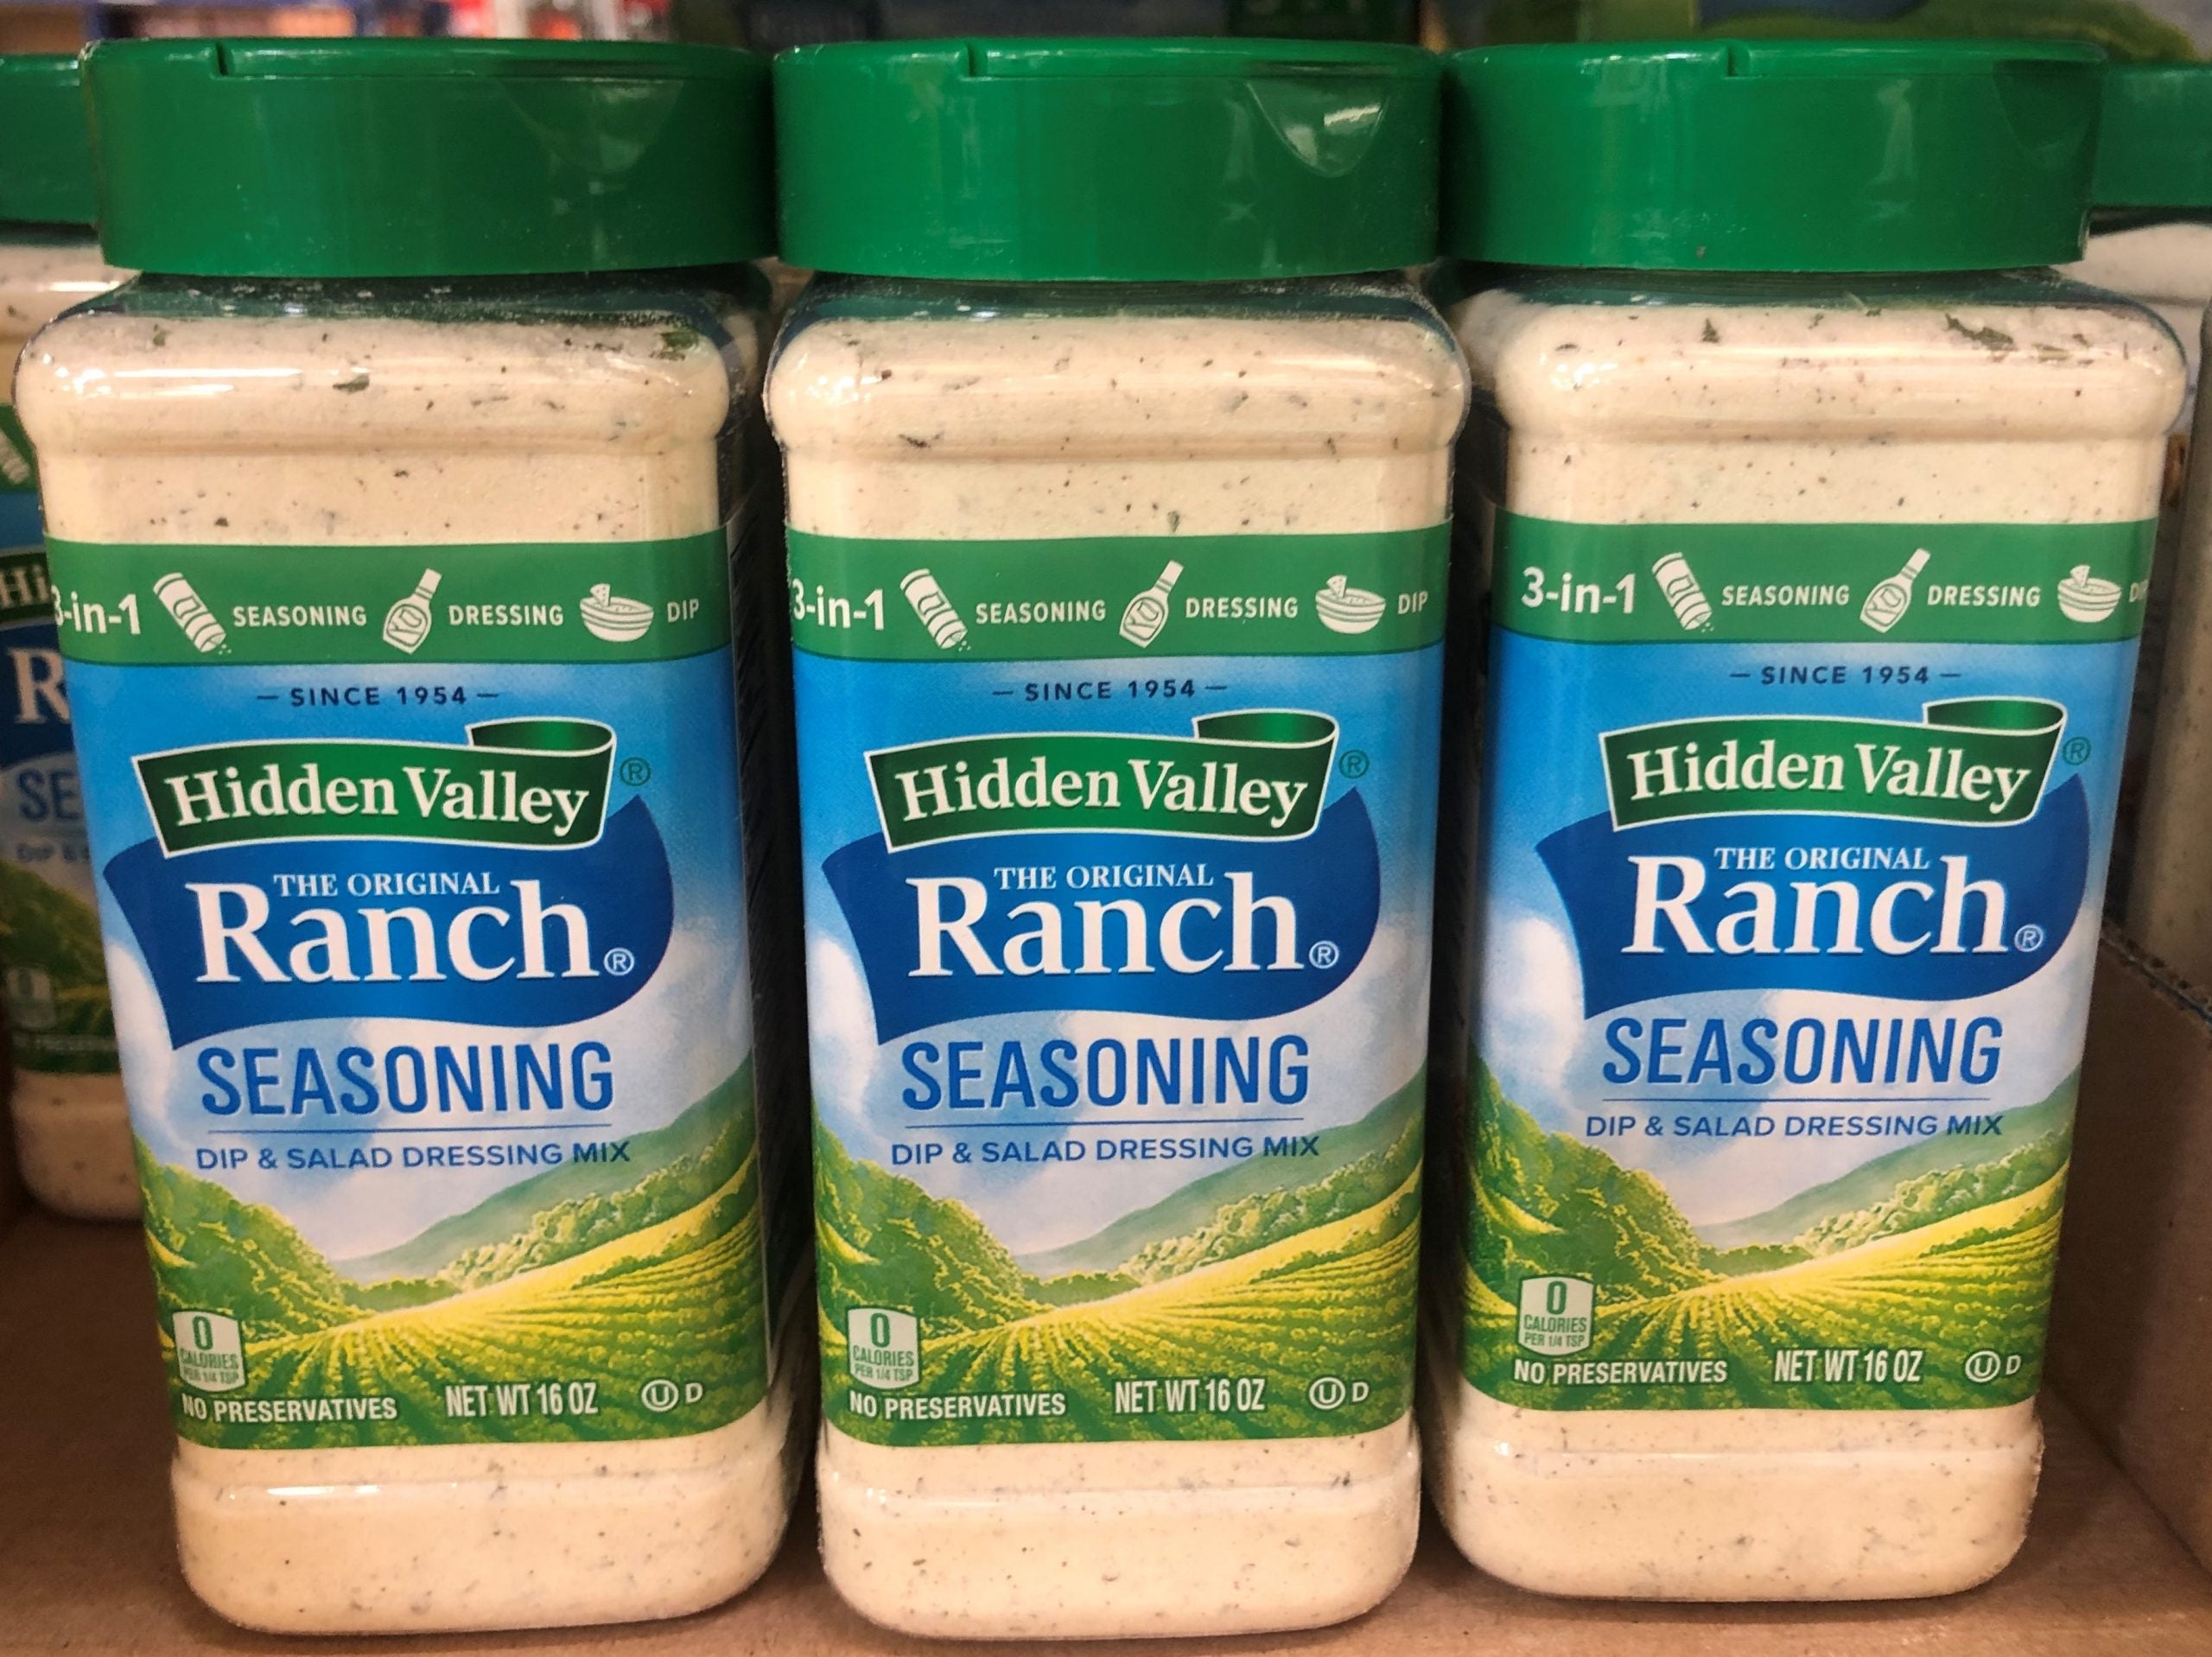 3-in-1 SEASONING DRESSING DIP
— SINCE 1954 —
Hidden Valley®
THE ORIGINAL
Ranch®
SEASONING
DIP & SALAD DRESSING MIX
0
CALORIES
PER 1/4 TSP
NO PRESERVATIVES NET WT 16 OZ U D
3-in-1 SEASONING DRESSING DIP
— SINCE 1954 —
Hidden Valley®
THE ORIGINAL
Ranch®
SEASONING
DIP & SALAD DRESSING MIX
0
CALORIES
PER 1/4 TSP
NO PRESERVATIVES NET WT 16 OZ U D
3-in-1 SEASONING DRESSING DIP
— SINCE 1954 —
Hidden Valley®
THE ORIGINAL
Ranch®
SEASONING
DIP & SALAD DRESSING MIX
0
CALORIES
PER 1/4 TSP
NO PRESERVATIVES NET WT 16 OZ U D